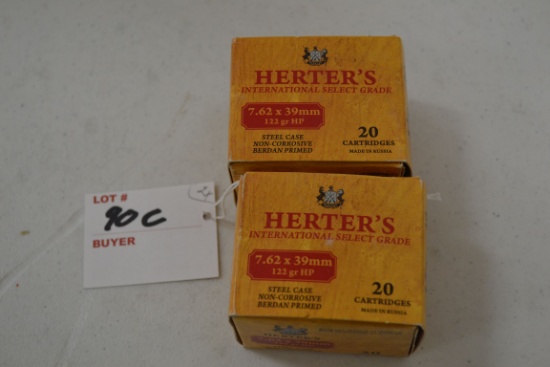 HERTER'S
INTERNATIONAL SELECT GRADE
7.62 x 39mm
122 gr HP
STEEL CASE
NON-CORROSIVE
BERDAN PRIMED
20
CARTRIDGES
MADE IN RUSSIA
LOT #
90C
BUYER
HERTER'S
INTERNATIONAL SELECT GRADE
7.62 x 39mm
122 gr HP
STEEL CASE
NON-CORROSIVE
BERDAN PRIMED
20
CARTRIDGES
MADE IN RUSSIA
HERTER'S
20